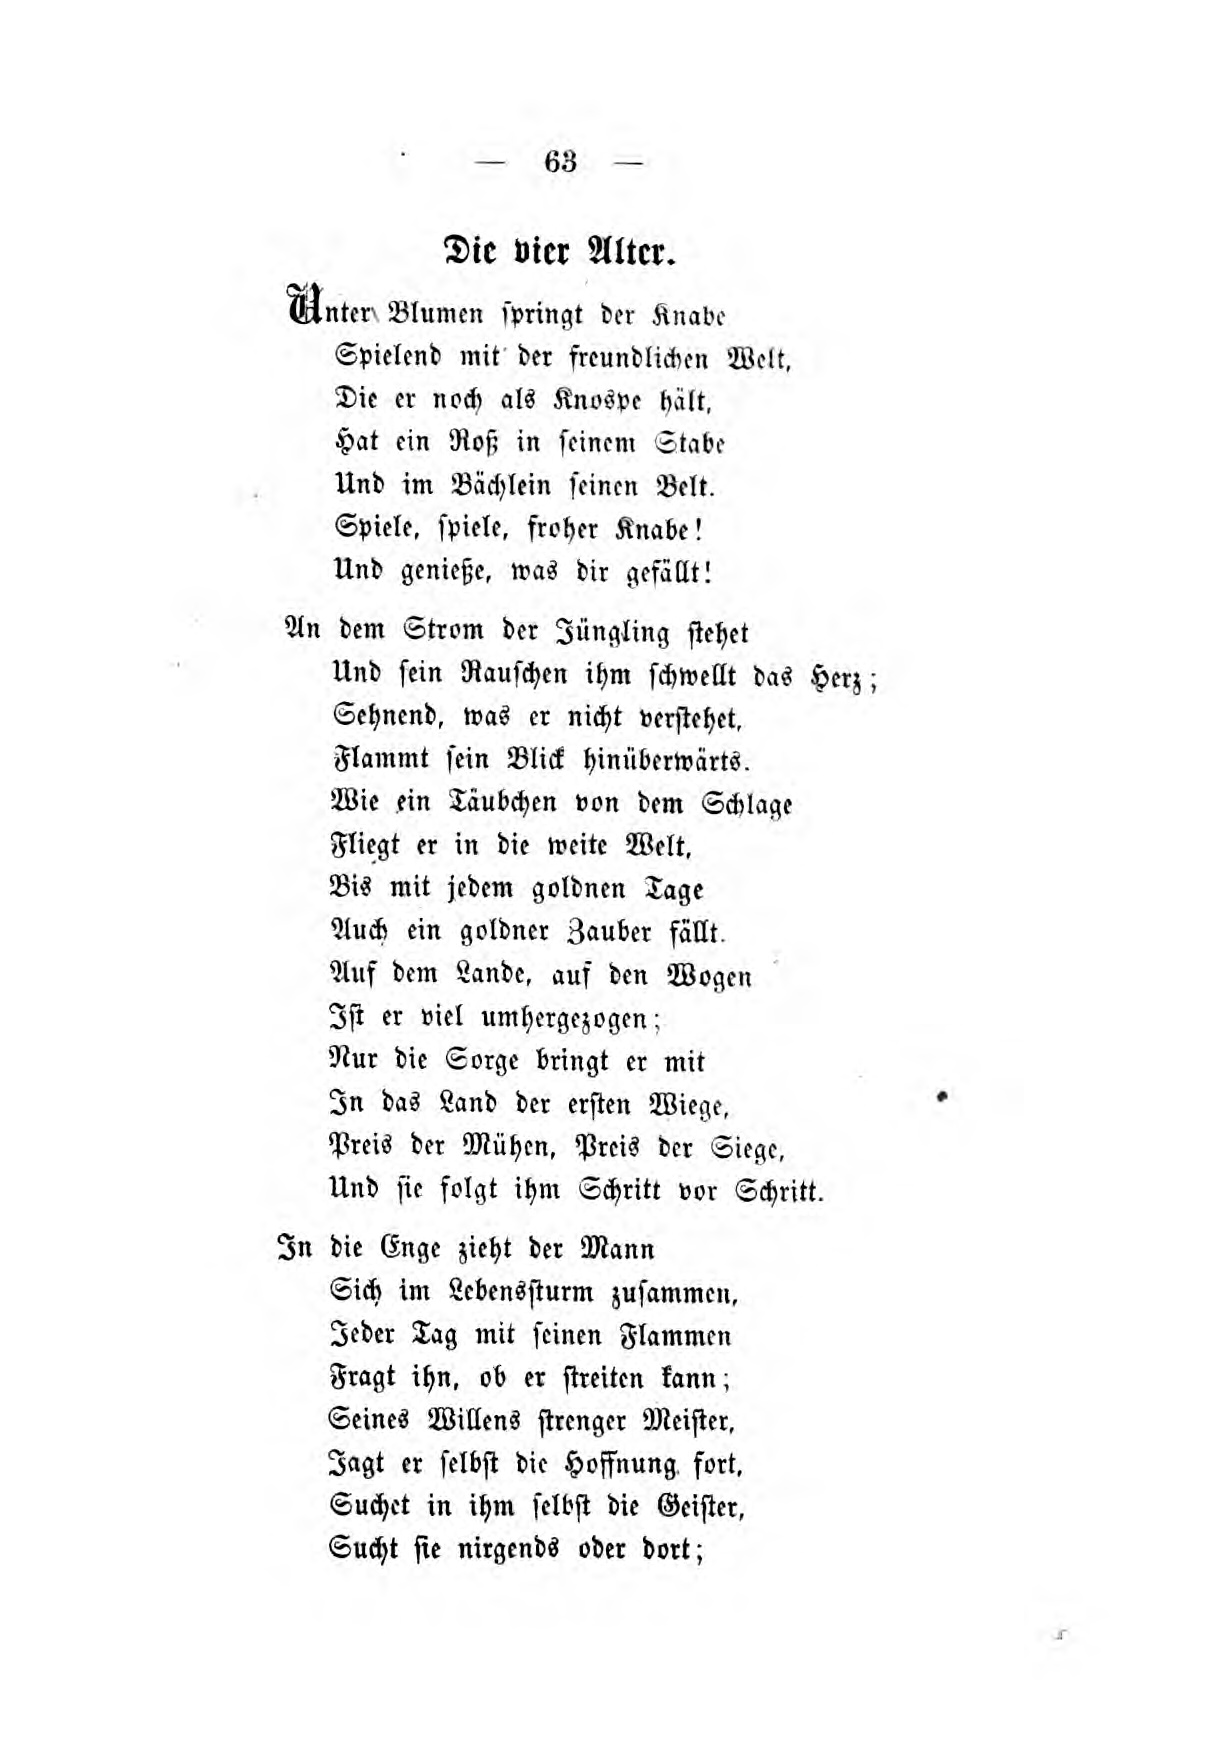 — 63 —
Die vier Alter.
Unter Blumen ſpringt der Knabe
Spielend mit der freundlichen Welt,
Die er noch als Knospe hält,
Hat ein Roß in ſeinem Stabe
Und im Bächlein ſeinen Belt.
Spiele, ſpiele, froher Knabe!
Und genieße, was dir gefällt!
An dem Strom der Jüngling ſtehet
Und ſein Rauſchen ihm ſchwellt das Herz;
Sehnend, was er nicht verſtehet,
Flammt ſein Blick hinüberwärts.
Wie ein Täubchen von dem Schlage
Fliegt er in die weite Welt,
Bis mit jedem goldnen Tage
Auch ein goldner Zauber fällt.
Auf dem Lande, auf den Wogen
Iſt er viel umhergezogen;
Nur die Sorge bringt er mit
In das Land der erſten Wiege,
Preis der Mühen, Preis der Siege,
Und ſie folgt ihm Schritt vor Schritt.
In die Enge zieht der Mann
Sich im Lebensſturm zuſammen,
Jeder Tag mit ſeinen Flammen
Fragt ihn, ob er ſtreiten kann;
Seines Willens ſtrenger Meiſter,
Jagt er ſelbſt die Hoffnung fort,
Suchet in ihm ſelbſt die Geiſter,
Sucht ſie nirgends oder dort;